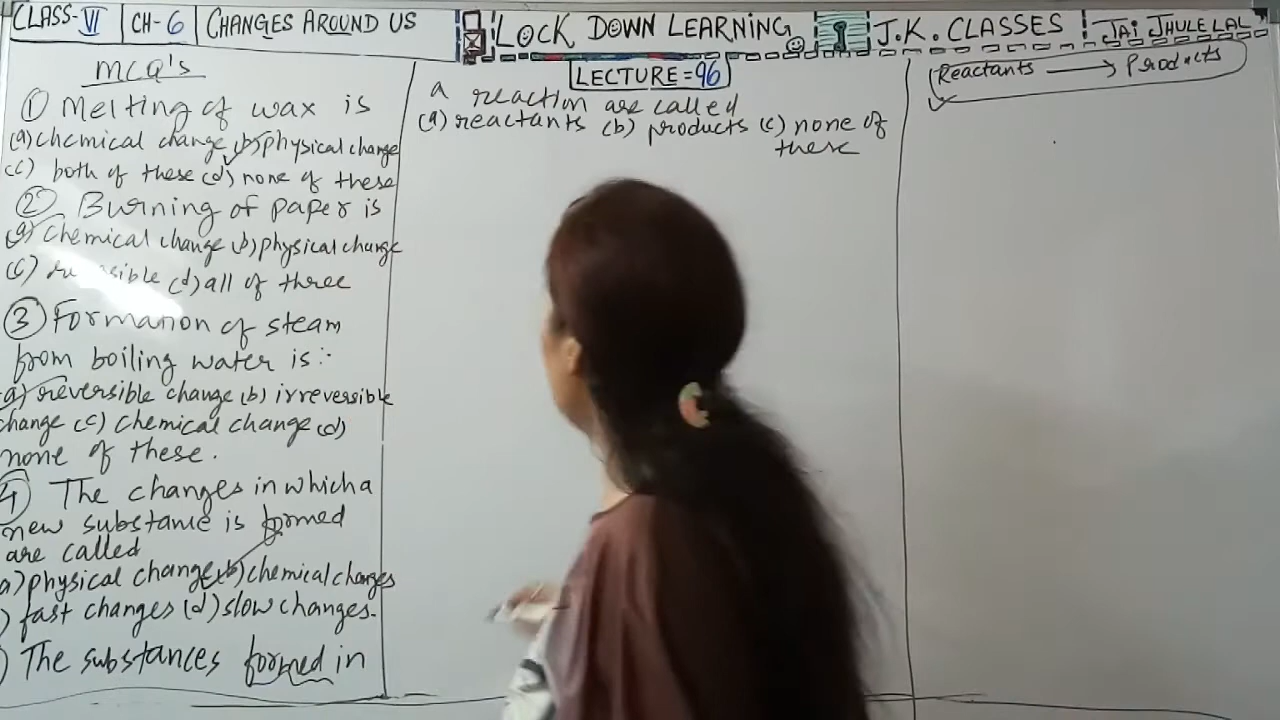 CLASS-VI CH-6 CHANGES AROUND US LOCK DOWN LEARNING J.K. CLASSES JAI JHULELAL
LECTURE=96
MCQ's
① Melting of wax is
(a) chemical change (b) physical change
(c) both of these (d) none of these
② Burning of paper is
(a) chemical change (b) physical change
(c) reversible (d) all of three
③ Formation of steam
from boiling water is:-
a) reversible change (b) irreversible
change (c) chemical change (d)
none of these.
④ The changes in which a
new substance is formed
are called
a) physical changes (b) chemical changes
) fast changes (d) slow changes.
) The substances formed in
a reaction are called
(a) reactants (b) products (c) none of
these
Reactants ⟶ Products